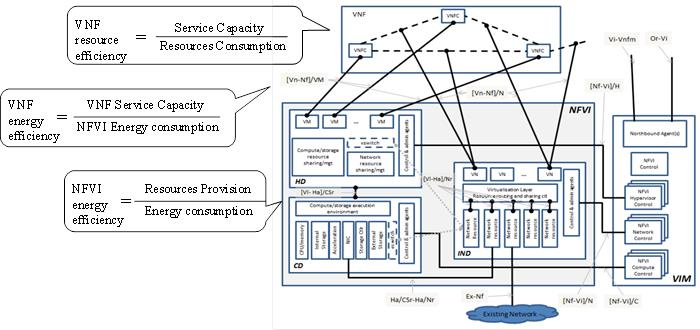 VNF
resource
efficiency
=
Service Capacity
Resources Consumption
VNF
energy
efficiency
=
VNF Service Capacity
NFVI Energy consumption
NFVI
energy
efficiency
=
Resources Provision
Energy consumption
VNF
VNFC
VNFC
VNFC
[Vn-Nf]/VM
[Vn-Nf]/N
[Nf-Vi]/H
Vi-Vnfm
Or-Vi
NFVI
VM
VM
...
VM
Compute/storage
resource
sharing/mgt
vswitch
Network
resource
sharing/mgt
Control & admin agents
HD
[Vl-Ha]/CSr
[Vl-Ha]/Nr
Compute/storage execution
environment
CPU/memory
Internal
Storage
Acceleration
NIC
Storage Ctlr
External
Storage
Control & admin agents
CD
VN
VN
...
VN
Virtualisation Layer
Resource routing and sharing ctl
Network
resource
Network
resource
Network
resource
Network
resource
Network
resource
Control & admin agents
IND
Northbound Agent(s)
NFVI
Control
NFVI
Hypervisor
Control
NFVI
Network
Control
NFVI
Compute
Control
VIM
Ha/CSr-Ha/Nr
Ex-Nf
[Nf-Vi]/N
[Nf-Vi]/C
Existing Network